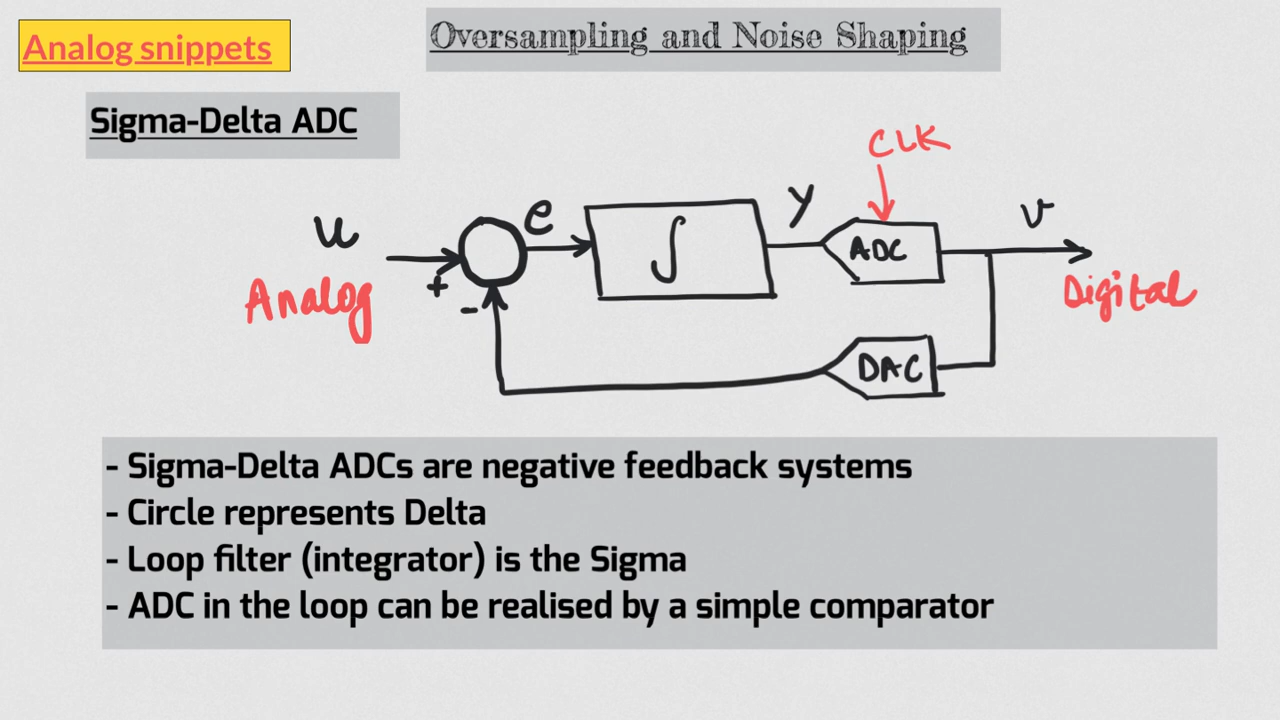 Analog snippets
Oversampling and Noise Shaping
Sigma-Delta ADC
CLK
u
e
∫
y
ADC
v
Analog
+
-
Digital
DAC
- Sigma-Delta ADCs are negative feedback systems
- Circle represents Delta
- Loop filter (integrator) is the Sigma
- ADC in the loop can be realised by a simple comparator